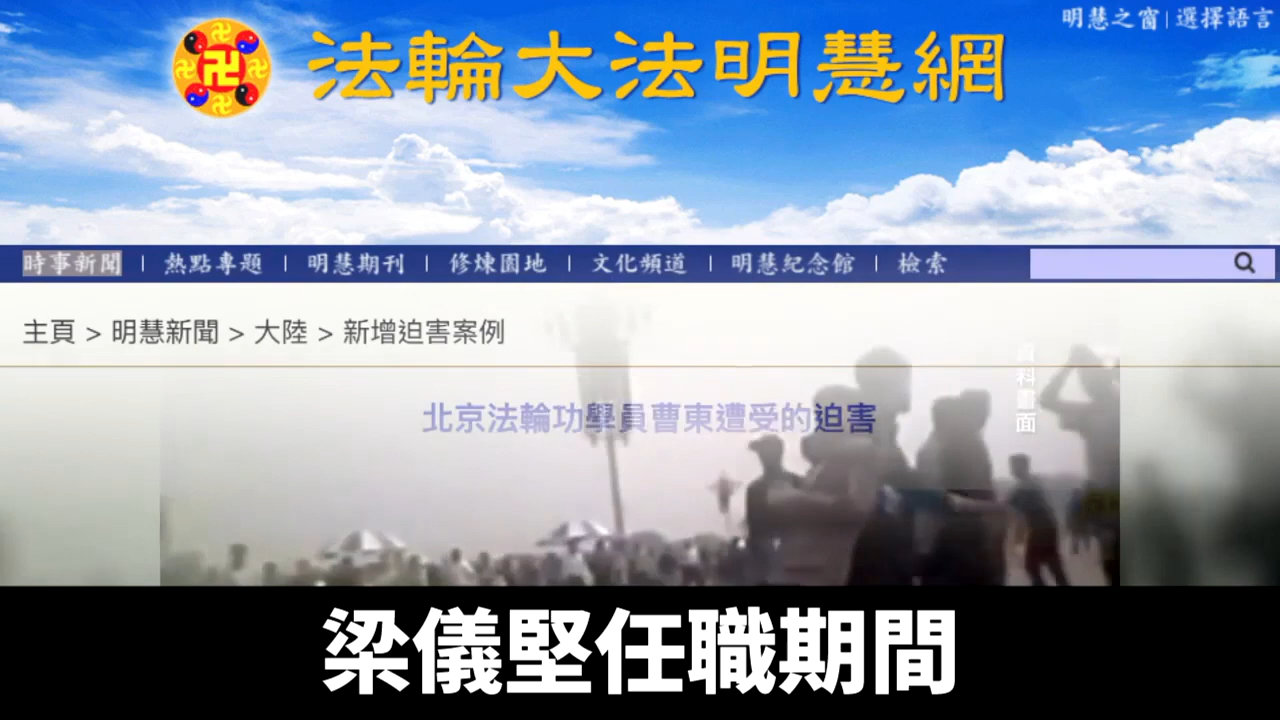 明慧之窗 | 選擇語言
法輪大法明慧網
時事新聞 | 熱點專題 | 明慧期刊 | 修煉園地 | 文化頻道 | 明慧紀念館 | 檢索
主頁 > 明慧新聞 > 大陸 > 新增迫害案例
資料畫面
北京法輪功學員曹東遭受的迫害
梁儀堅任職期間